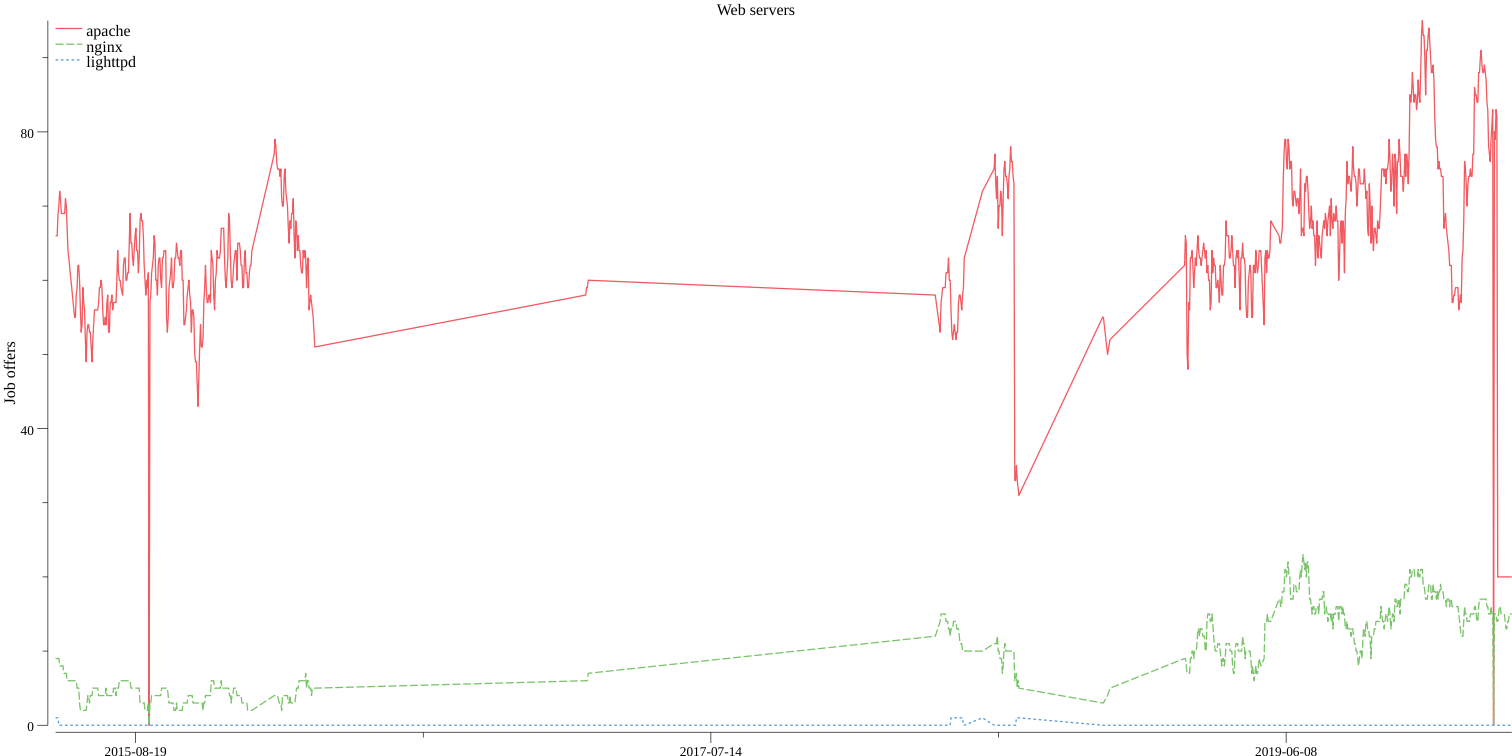 Web servers
apache
nginx
lighttpd
80
Job offers
40
0
2015-08-19
2017-07-14
2019-06-08